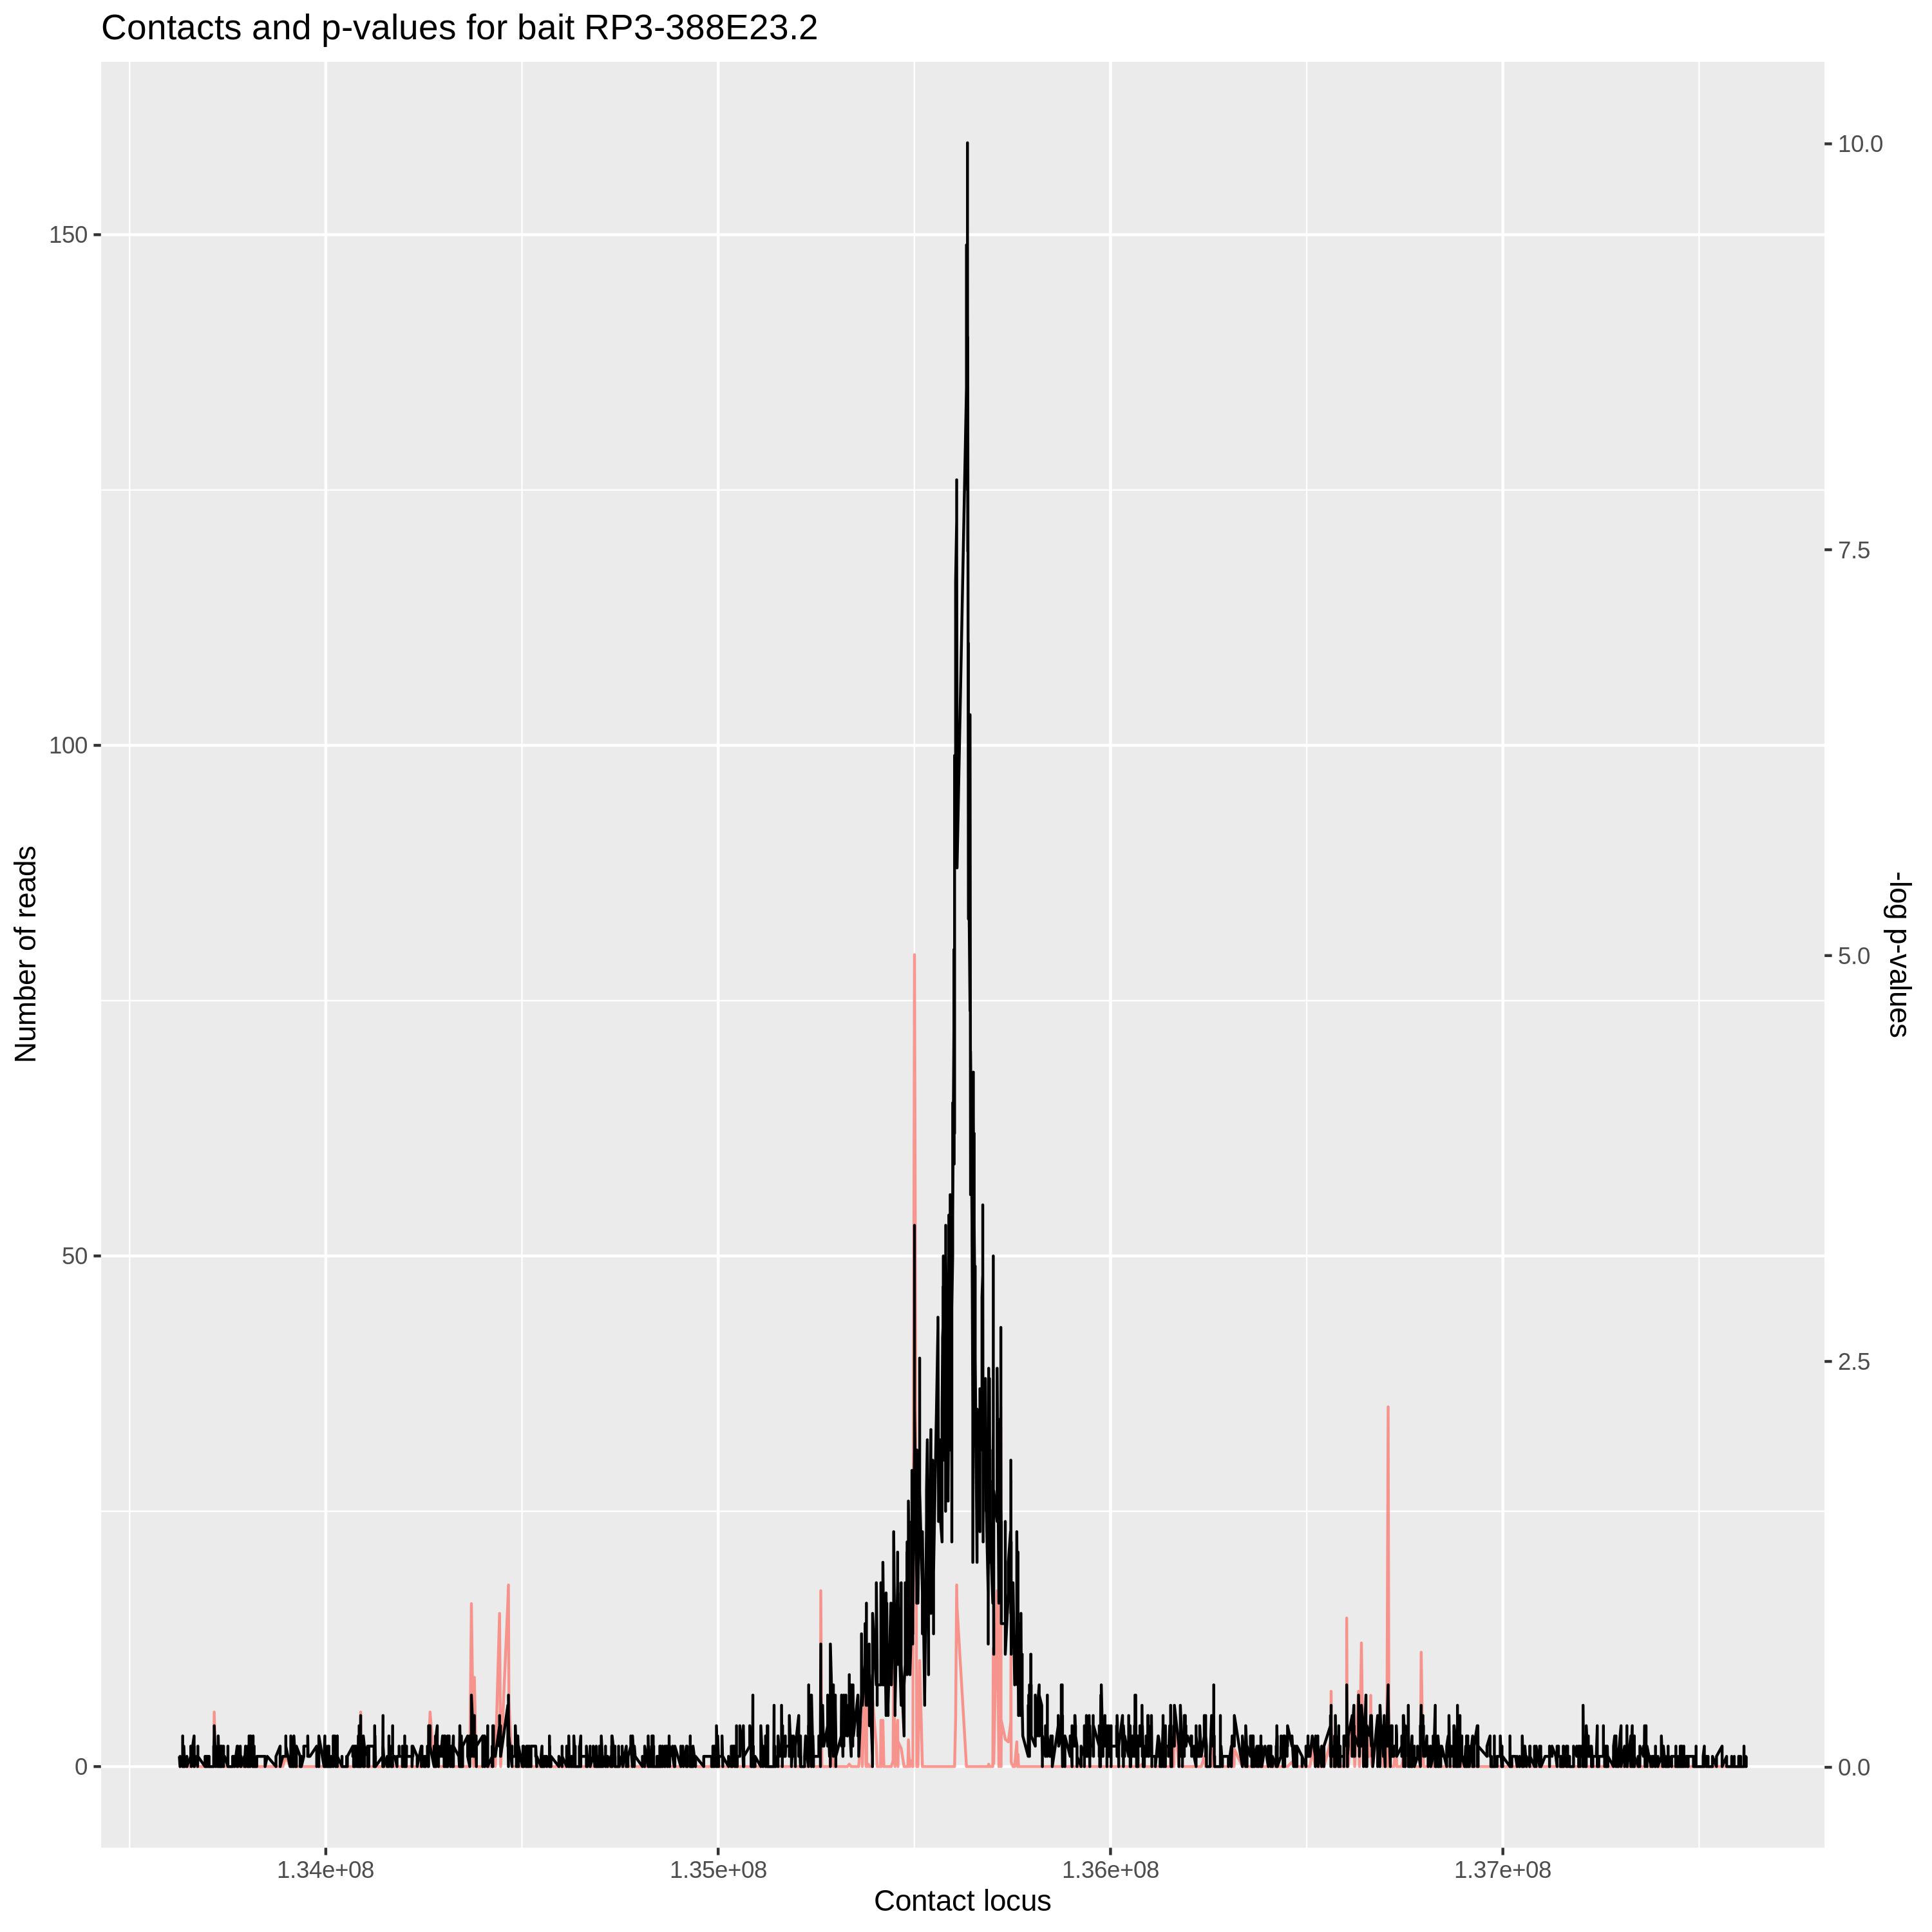 Contacts and p-values for bait RP3-388E23.2
150
100
50
0
Number of reads
10.0
7.5
5.0
2.5
0.0
-log p-values
1.34e+08
1.35e+08
1.36e+08
1.37e+08
Contact locus